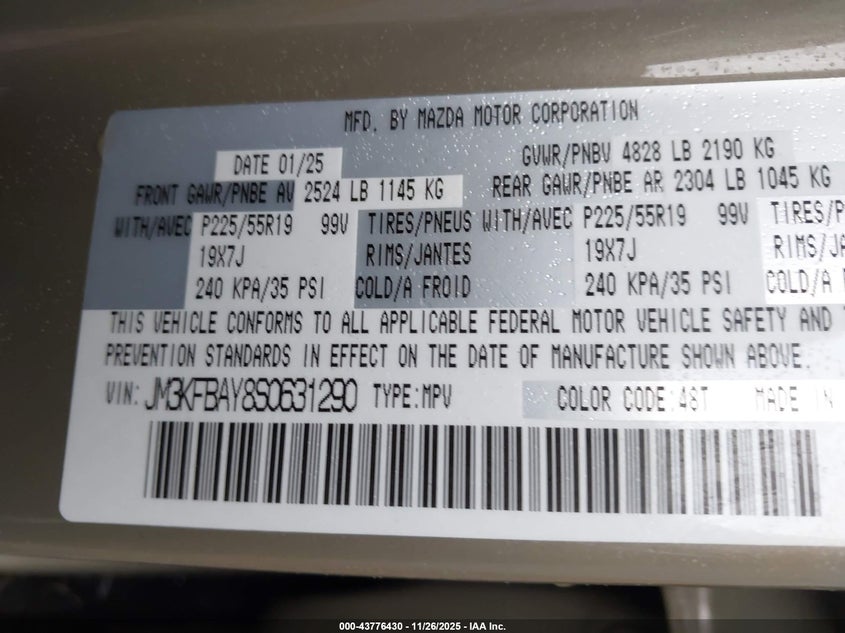 MFD. BY MAZDA MOTOR CORPORATION
DATE 01/25 GVWR/PNBV 4828 LB 2190 KG
FRONT GAWR/PNBE AV 2524 LB 1145 KG REAR GAWR/PNBE AR 2304 LB 1045 KG
WITH/AVEC P225/55R19 99V TIRES/PNEUS WITH/AVEC P225/55R19 99V TIRES/P
19X7J RIMS/JANTES 19X7J RIMS/JA
240 KPA/35 PSI COLD/A FROID 240 KPA/35 PSI COLD/A F
THIS VEHICLE CONFORMS TO ALL APPLICABLE FEDERAL MOTOR VEHICLE SAFETY AND
PREVENTION STANDARDS IN EFFECT ON THE DATE OF MANUFACTURE SHOWN ABOVE.
VIN: JM3KFBAY8S0631290 TYPE:MPV COLOR CODE:48T MADE IN
000-43776430 - 11/26/2025 - IAA Inc.